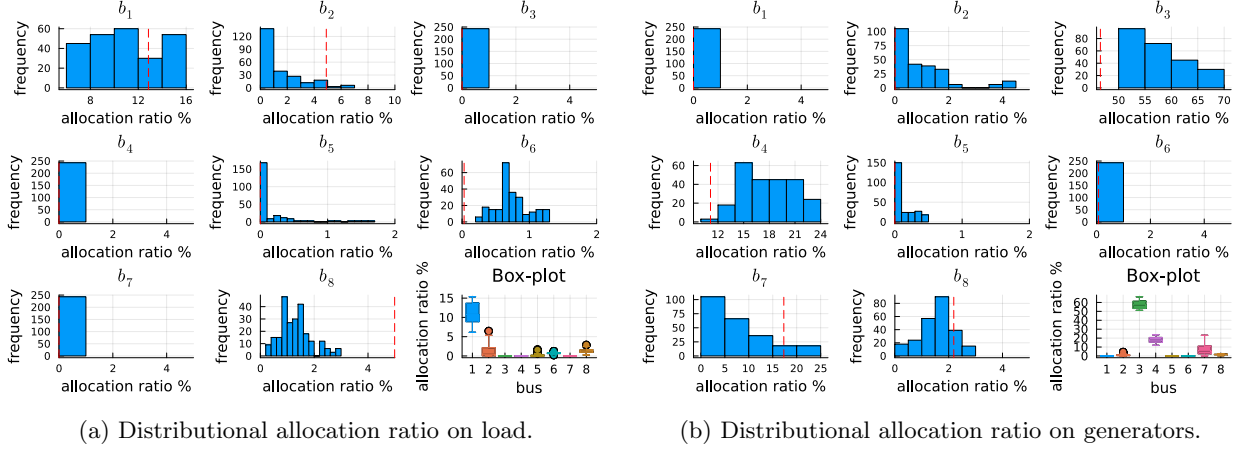 b1 b2 b3
frequency 60 40 20 0 8 12 16 allocation ratio %
frequency 120 90 60 30 0 0 2 4 6 8 10 allocation ratio %
frequency 250 200 150 100 50 0 0 2 4 allocation ratio %
b4 b5 b6
frequency 250 200 150 100 50 0 0 2 4 allocation ratio %
frequency 150 100 50 0 0 1 2 allocation ratio %
frequency 60 40 20 0 0 1 2 allocation ratio %
b7 b8 Box-plot
frequency 250 200 150 100 50 0 0 2 4 allocation ratio %
frequency 40 30 20 10 0 0 2 4 allocation ratio %
allocation ratio % 15 10 5 0 1 2 3 4 5 6 7 8 bus
(a) Distributional allocation ratio on load.
b1 b2 b3
frequency 250 200 150 100 50 0 0 2 4 allocation ratio %
frequency 100 75 50 25 0 0 2 4 allocation ratio %
frequency 80 60 40 20 0 50 55 60 65 70 allocation ratio %
b4 b5 b6
frequency 60 40 20 0 12 15 18 21 24 allocation ratio %
frequency 150 100 50 0 0 1 2 allocation ratio %
frequency 250 200 150 100 50 0 0 2 4 allocation ratio %
b7 b8 Box-plot
frequency 100 75 50 25 0 0 5 10 15 20 25 allocation ratio %
frequency 80 60 40 20 0 0 2 4 allocation ratio %
allocation ratio % 60 50 40 30 20 10 0 1 2 3 4 5 6 7 8 bus
(b) Distributional allocation ratio on generators.